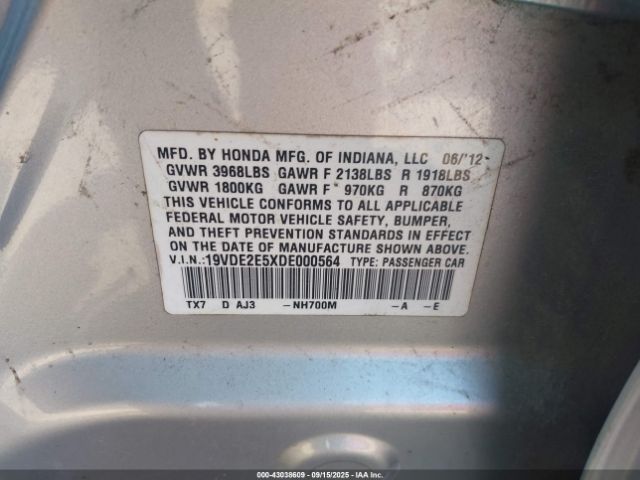 MFD. BY HONDA MFG. OF INDIANA, LLC 06/'12
GVWR 3968LBS GAWR F 2138LBS R 1918LBS
GVWR 1800KG GAWR F 970KG R 870KG
THIS VEHICLE CONFORMS TO ALL APPLICABLE
FEDERAL MOTOR VEHICLE SAFETY, BUMPER,
AND THEFT PREVENTION STANDARDS IN EFFECT
ON THE DATE OF MANUFACTURE SHOWN ABOVE.
V.I.N.:19VDE2E5XDE000564 TYPE: PASSENGER CAR
TX7 D AJ3 -NH700M -A -E
000-43038609 - 09/15/2025 - IAA Inc.